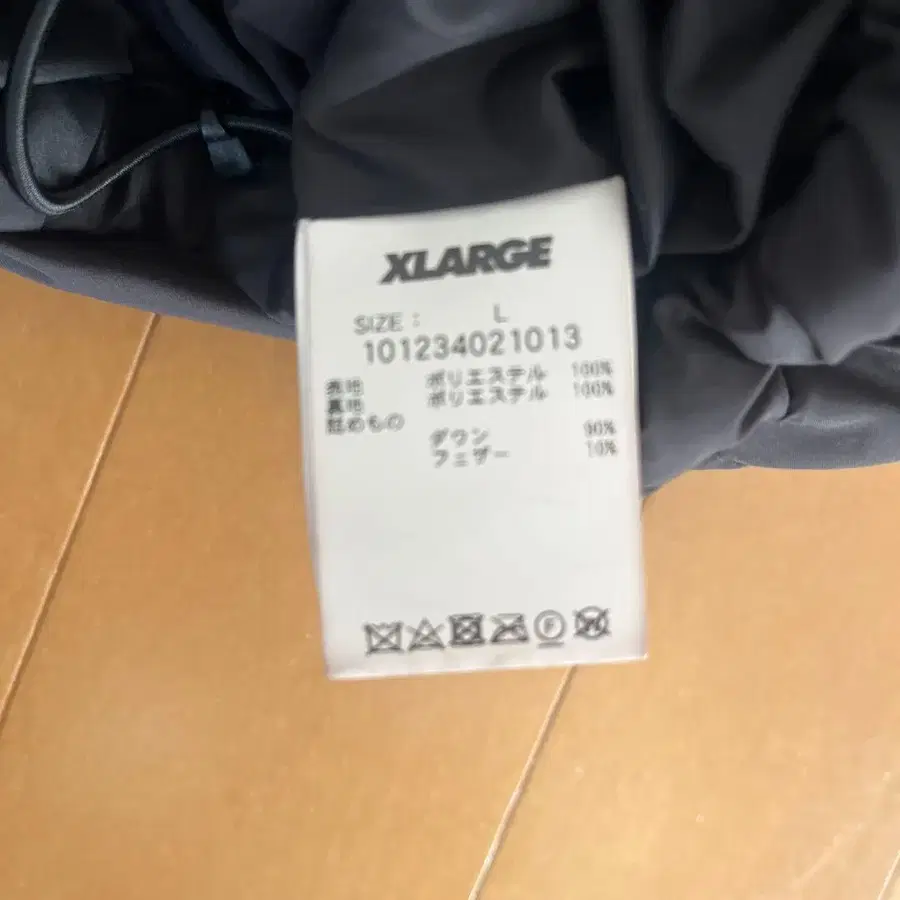 XLARGE
SIZE : L
101234021013
表地 ポリエステル 100%
裏地 ポリエステル 100%
詰めもの
ダウン 90%
フェザー 10%
F
W